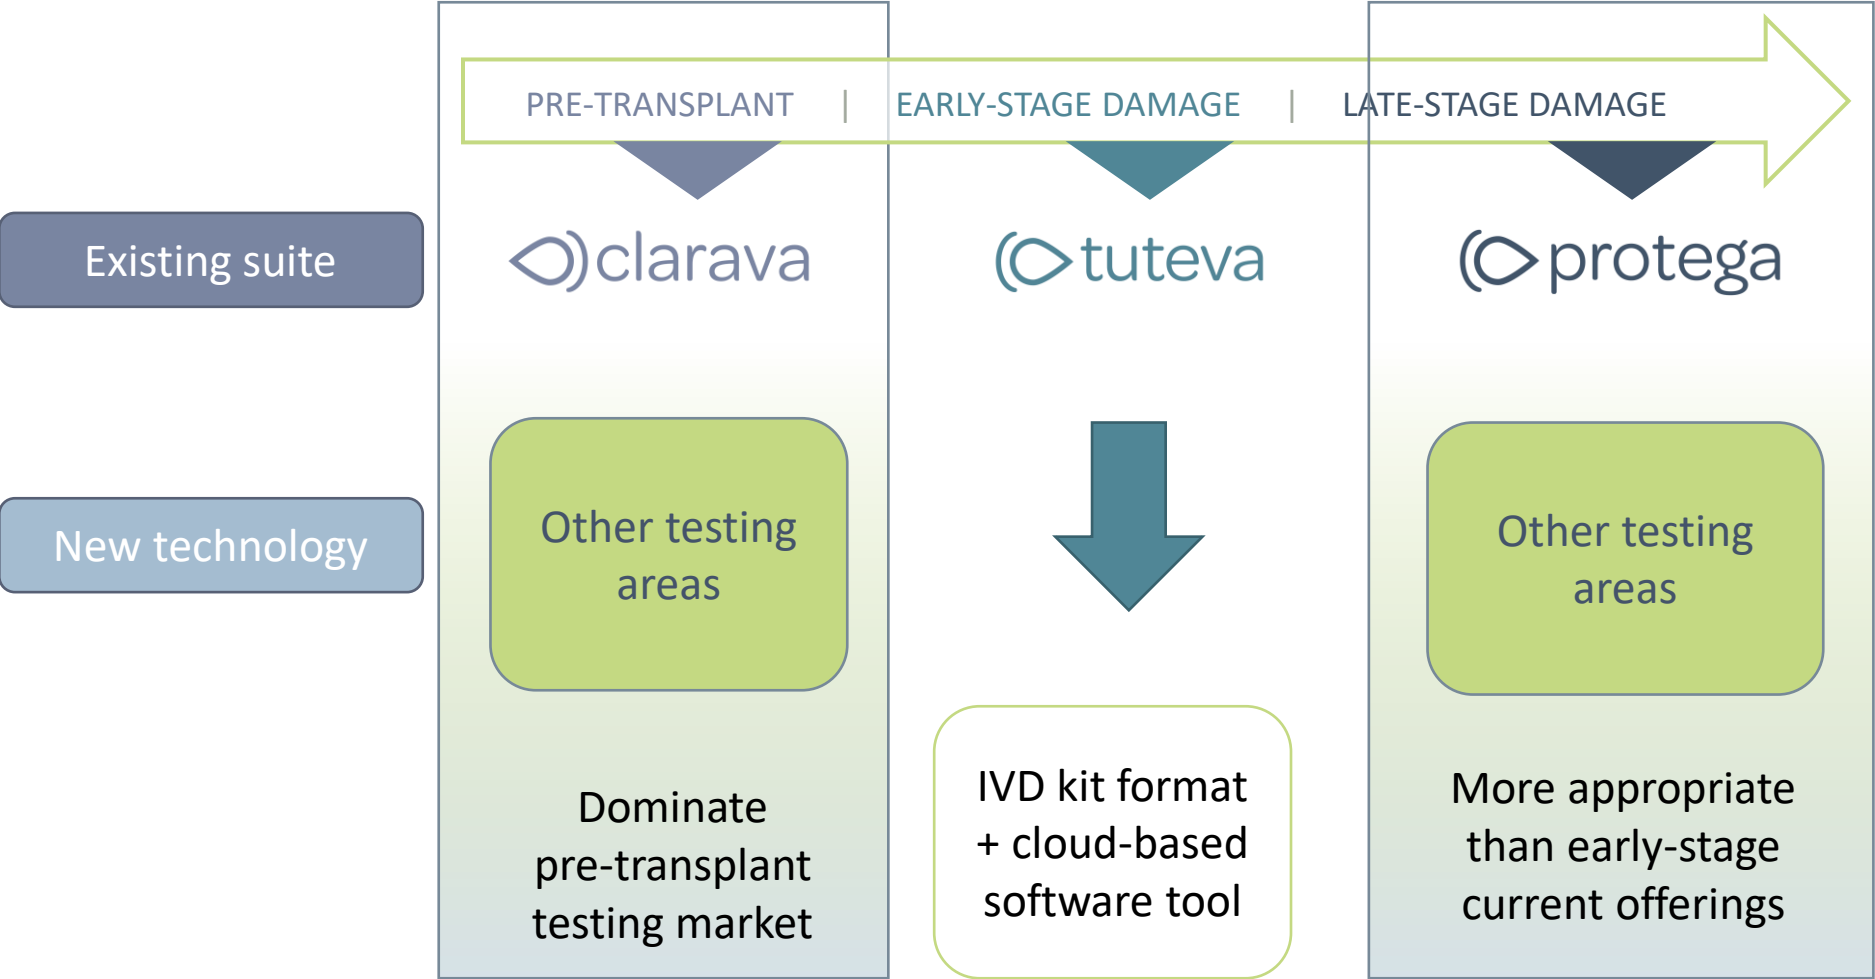 PRE-TRANSPLANT | EARLY-STAGE DAMAGE | LATE-STAGE DAMAGE
Existing suite
clarava
tuteva
protega
New technology
Other testing
areas
Other testing
areas
Dominate
pre-transplant
testing market
IVD kit format
+ cloud-based
software tool
More appropriate
than early-stage
current offerings